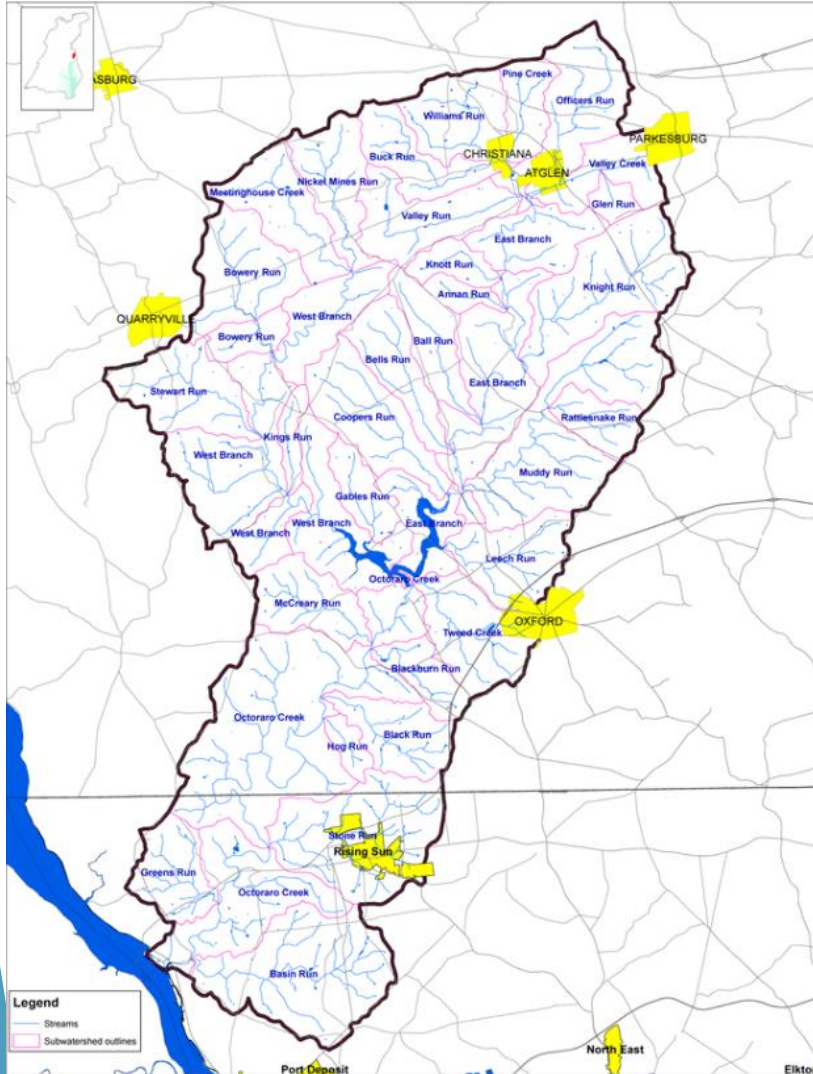 Pine Creek
ASBURG
Officers Run
Williams Run
PARKESBURG
CHRISTIANA
Buck Run
Valley Creek
ATGLEN
Nickel Mines Run
Meetinghouse Creek
Glen Run
Valley Run
East Branch
Knott Run
Bowery Run
Knight Run
Annan Run
West Branch
QUARRYVILLE
Bowery Run
Ball Run
Bells Run
East Branch
Stewart Run
Coopers Run
Rattlesnake Run
Kings Run
West Branch
Muddy Run
Gables Run
West Branch
East Branch
West Branch
Leech Run
Octoraro Creek
McCreary Run
OXFORD
Tweed Creek
Blackburn Run
Octoraro Creek
Black Run
Hog Run
Stone Run
Rising Sun
Greens Run
Octoraro Creek
Basin Run
Legend
Streams
Subwatershed outlines
North East
Port Deposit
Elkto